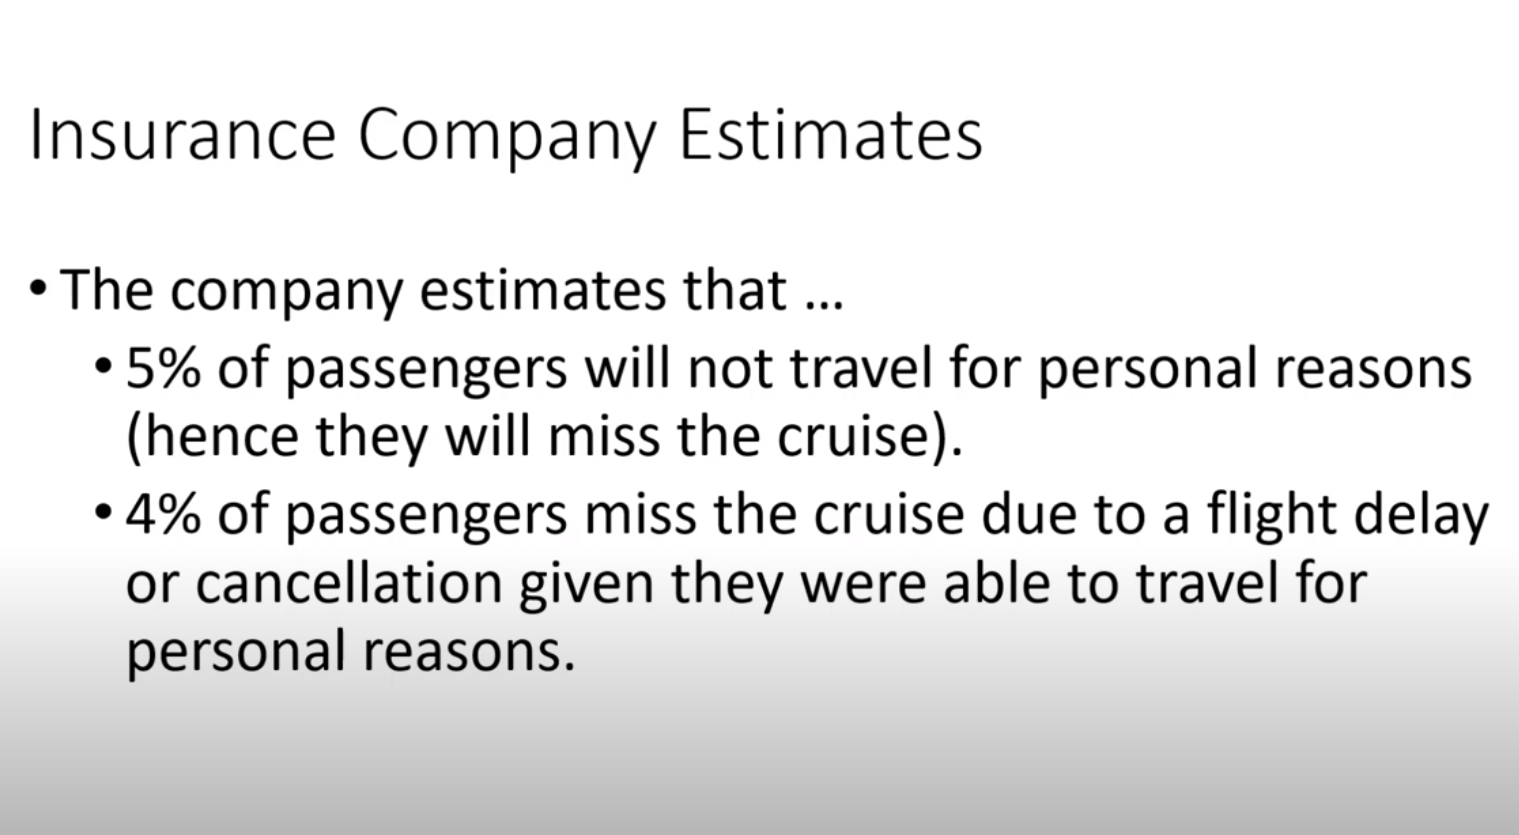 Insurance Company Estimates
• The company estimates that ...
• 5% of passengers will not travel for personal reasons
(hence they will miss the cruise).
• 4% of passengers miss the cruise due to a flight delay
or cancellation given they were able to travel for
personal reasons.